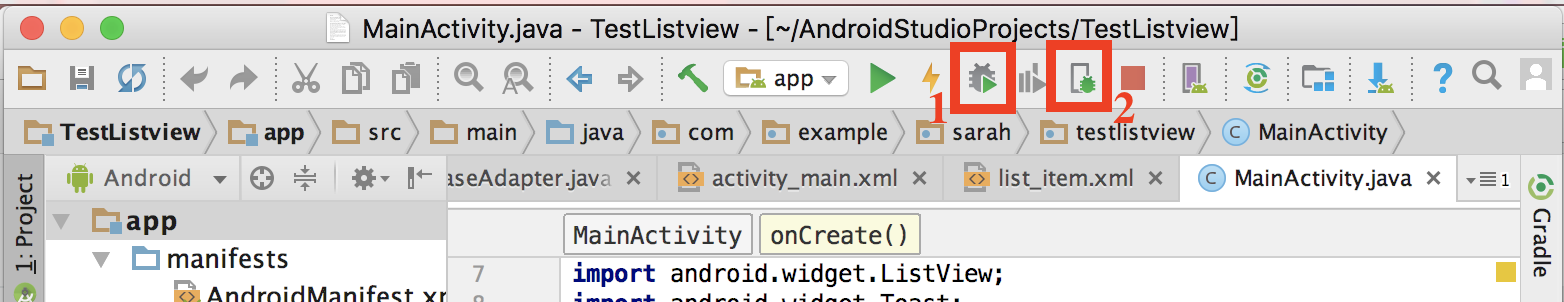 MainActivity.java - TestListview - [~/AndroidStudioProjects/TestListview]
app
1 2
TestListview app src main java com example sarah testlistview MainActivity
1: Project
Android
aseAdapter.java activity_main.xml list_item.xml MainActivity.java 1
Gradle
app
MainActivity onCreate()
manifests
7 import android.widget.ListView;
AndroidManifest.xm
8 import android.widget.Toast;